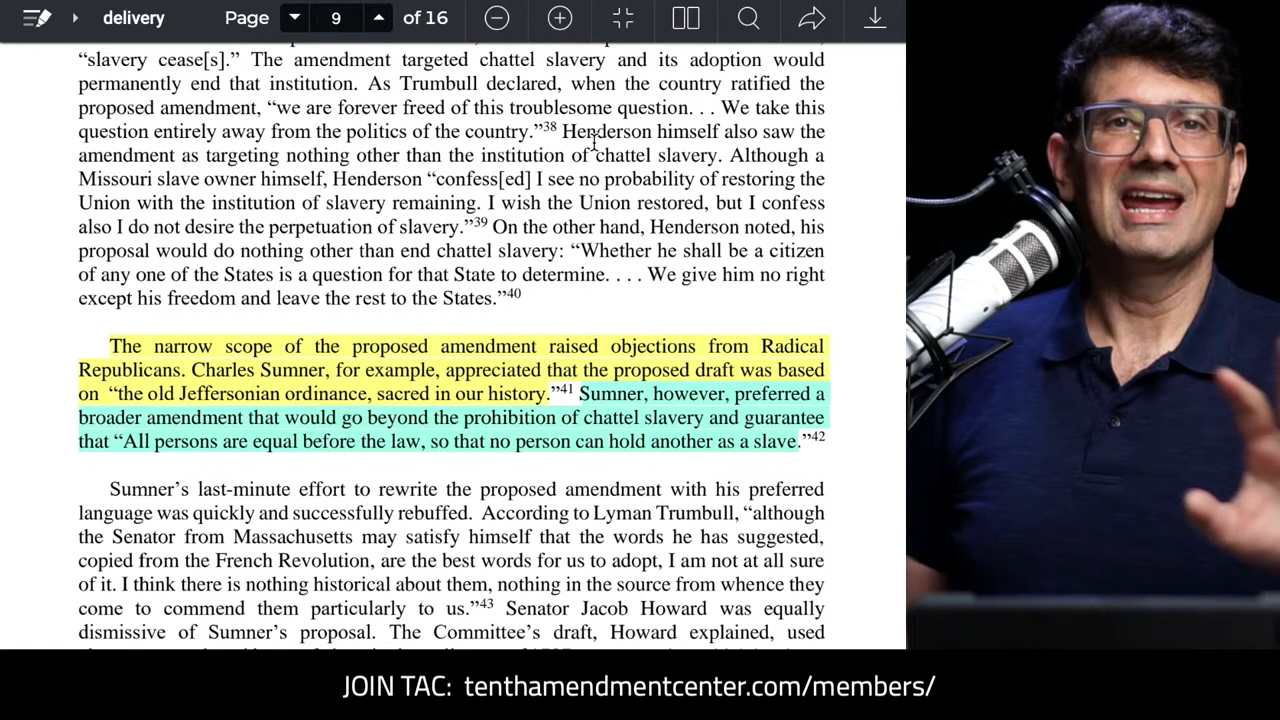 delivery Page 9 of 16
“slavery cease[s].” The amendment targeted chattel slavery and its adoption would
permanently end that institution. As Trumbull declared, when the country ratified the
proposed amendment, “we are forever freed of this troublesome question. . . We take this
question entirely away from the politics of the country.”38 Henderson himself also saw the
amendment as targeting nothing other than the institution of chattel slavery. Although a
Missouri slave owner himself, Henderson “confess[ed] I see no probability of restoring the
Union with the institution of slavery remaining. I wish the Union restored, but I confess
also I do not desire the perpetuation of slavery.”39 On the other hand, Henderson noted, his
proposal would do nothing other than end chattel slavery: “Whether he shall be a citizen
of any one of the States is a question for that State to determine. . . . We give him no right
except his freedom and leave the rest to the States.”40
The narrow scope of the proposed amendment raised objections from Radical
Republicans. Charles Sumner, for example, appreciated that the proposed draft was based
on “the old Jeffersonian ordinance, sacred in our history.”41 Sumner, however, preferred a
broader amendment that would go beyond the prohibition of chattel slavery and guarantee
that “All persons are equal before the law, so that no person can hold another as a slave.”42
Sumner’s last-minute effort to rewrite the proposed amendment with his preferred
language was quickly and successfully rebuffed. According to Lyman Trumbull, “although
the Senator from Massachusetts may satisfy himself that the words he has suggested,
copied from the French Revolution, are the best words for us to adopt, I am not at all sure
of it. I think there is nothing historical about them, nothing in the source from whence they
come to commend them particularly to us.”43 Senator Jacob Howard was equally
dismissive of Sumner’s proposal. The Committee’s draft, Howard explained, used
JOIN TAC: tenthamendmentcenter.com/members/